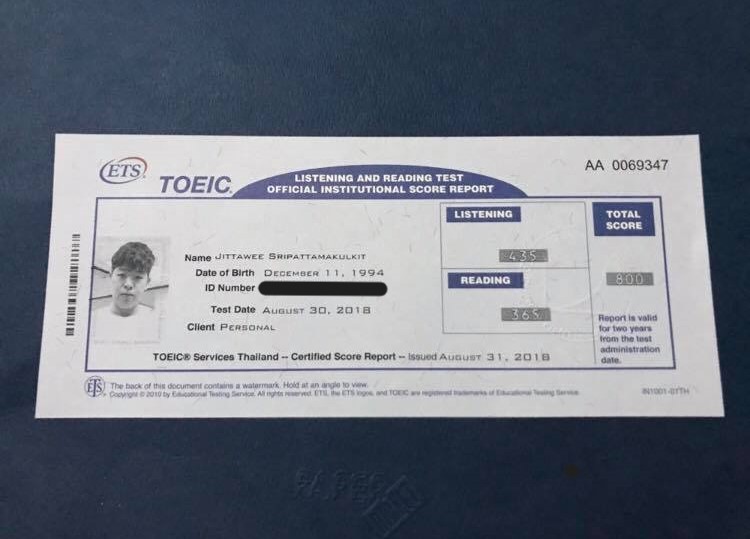 ETS
TOEIC
LISTENING AND READING TEST
OFFICIAL INSTITUTIONAL SCORE REPORT
AA 0069347
Name JITTAWEE SRIPATTAMAKULKIT
Date of Birth DECEMBER 11, 1994
ID Number
Test Date AUGUST 30, 2018
Client PERSONAL
LISTENING
435
READING
365
TOTAL
SCORE
800
Report is valid
for two years
from the test
administration
date.
TOEIC® Services Thailand -- Certified Score Report -- Issued AUGUST 31, 2018
ETS
The back of this document contains a watermark. Hold at an angle to view.
Copyright © 2010 by Educational Testing Service. All rights reserved. ETS, the ETS logos, and TOEIC are registered trademarks of Educational Testing Service
IN1001-01TH